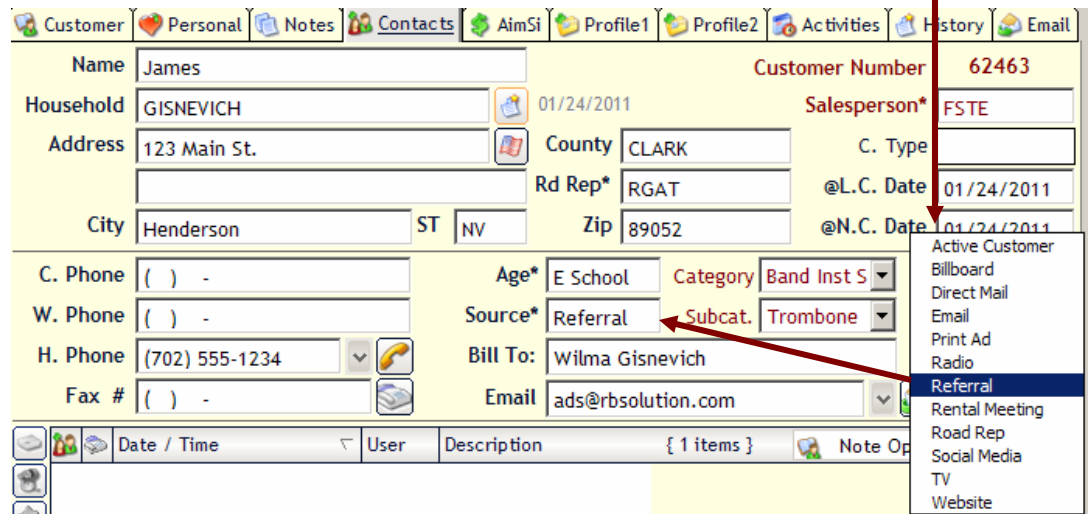 Customer Personal Notes Contacts AimSi Profile1 Profile2 Activities History Email
Name James Customer Number 62463
Household GISNEVICH 01/24/2011 Salesperson* FSTE
Address 123 Main St. County CLARK C. Type
Rd Rep* RGAT @L.C. Date 01/24/2011
City Henderson ST NV Zip 89052 @N.C. Date 01/24/2011
C. Phone ( ) - Age* E School Category Band Inst S
W. Phone ( ) - Source* Referral Subcat. Trombone
H. Phone (702) 555-1234 Bill To: Wilma Gisnevich
Fax # ( ) - Email ads@rbsolution.com
Date / Time User Description { 1 items } Note Op
Active Customer
Billboard
Direct Mail
Email
Print Ad
Radio
Referral
Rental Meeting
Road Rep
Social Media
TV
Website